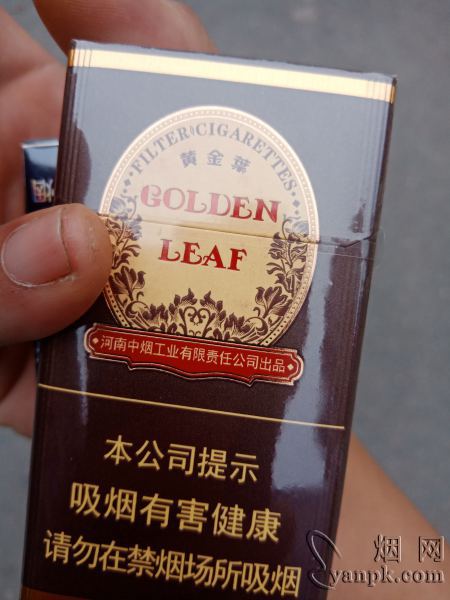 FILTER CIGARETTES
黄金葉
GOLDEN
LEAF
河南中烟工业有限责任公司出品
本公司提示
吸烟有害健康
请勿在禁烟场所吸烟
烟
烟网
yanpk.com